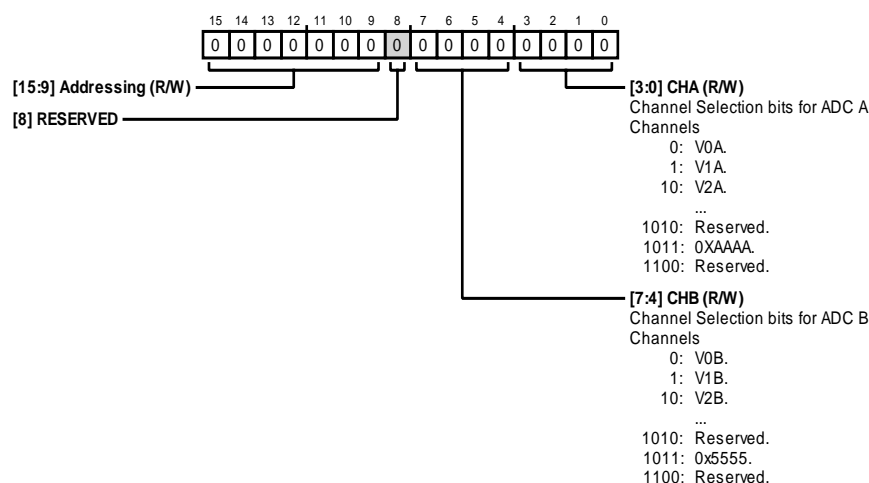 15 14 13 12 11 10 9 8 7 6 5 4 3 2 1 0
0 0 0 0 0 0 0 0 0 0 0 0 0 0 0 0
[15:9] Addressing (R/W)
[8] RESERVED
[3:0] CHA (R/W)
Channel Selection bits for ADC A
Channels
0: V0A.
1: V1A.
10: V2A.
...
1010: Reserved.
1011: 0XAAAA.
1100: Reserved.
[7:4] CHB (R/W)
Channel Selection bits for ADC B
Channels
0: V0B.
1: V1B.
10: V2B.
...
1010: Reserved.
1011: 0x5555.
1100: Reserved.